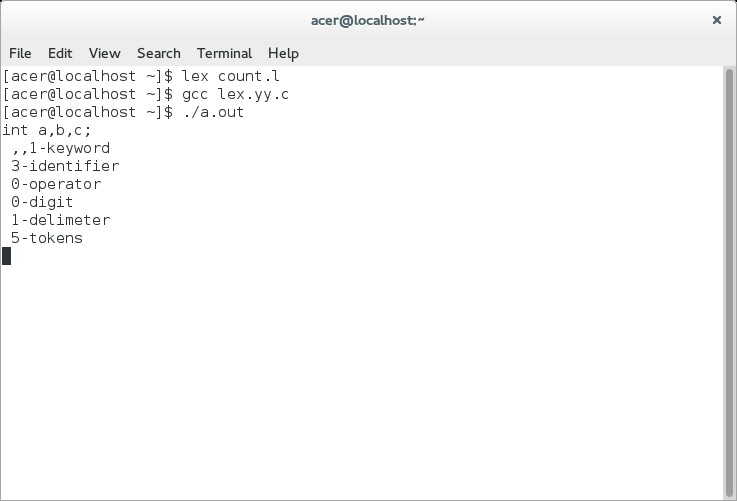 acer@localhost:~
File Edit View Search Terminal Help
[acer@localhost ~]$ lex count.l
[acer@localhost ~]$ gcc lex.yy.c
[acer@localhost ~]$ ./a.out
int a,b,c;
 ,,1-keyword
 3-identifier
 0-operator
 0-digit
 1-delimeter
 5-tokens